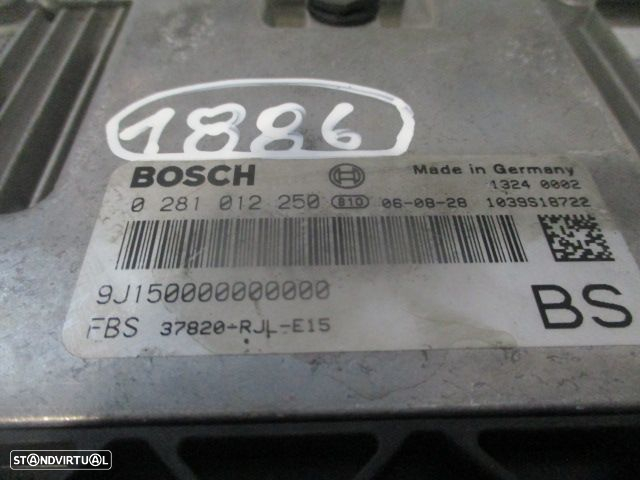 1886
BOSCH Made in Germany
1324 0002
0 281 012 250 810 06-08-28 1039S18722
9J150000000000
FBS 37820-RJL-E15 BS
STANDVIRTUAL